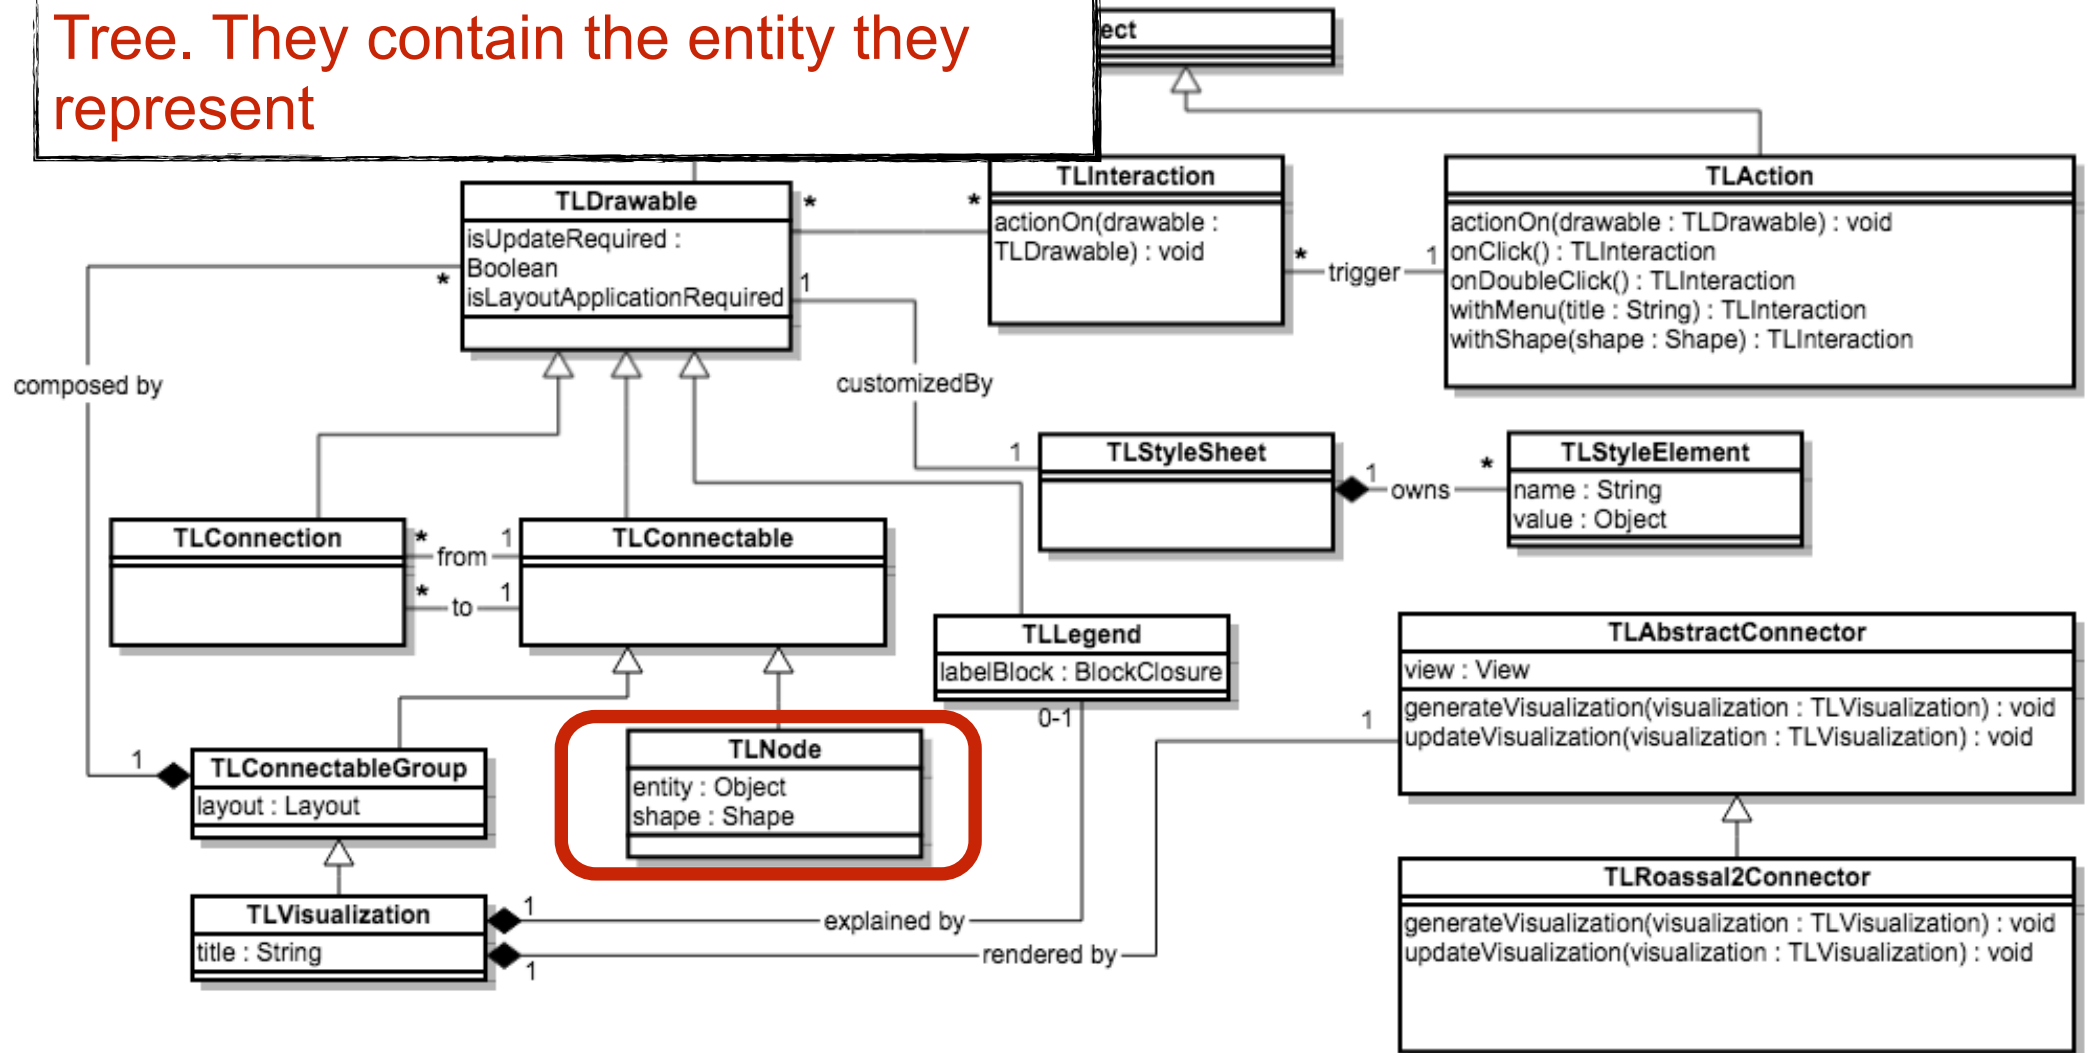 Tree. They contain the entity they
represent
ect
TLDrawable
isUpdateRequired :
Boolean
isLayoutApplicationRequired
*
*
TLInteraction
actionOn(drawable :
TLDrawable) : void
*
trigger
1
TLAction
actionOn(drawable : TLDrawable) : void
onClick() : TLInteraction
onDoubleClick() : TLInteraction
withMenu(title : String) : TLInteraction
withShape(shape : Shape) : TLInteraction
*
1
composed by
customizedBy
1
TLStyleSheet
1
owns
*
TLStyleElement
name : String
value : Object
TLConnection
*
from
1
*
to
1
TLConnectable
TLLegend
labelBlock : BlockClosure
0-1
TLAbstractConnector
view : View
generateVisualization(visualization : TLVisualization) : void
updateVisualization(visualization : TLVisualization) : void
1
1
TLConnectableGroup
layout : Layout
TLNode
entity : Object
shape : Shape
TLRoassal2Connector
generateVisualization(visualization : TLVisualization) : void
updateVisualization(visualization : TLVisualization) : void
TLVisualization
title : String
1
explained by
1
rendered by